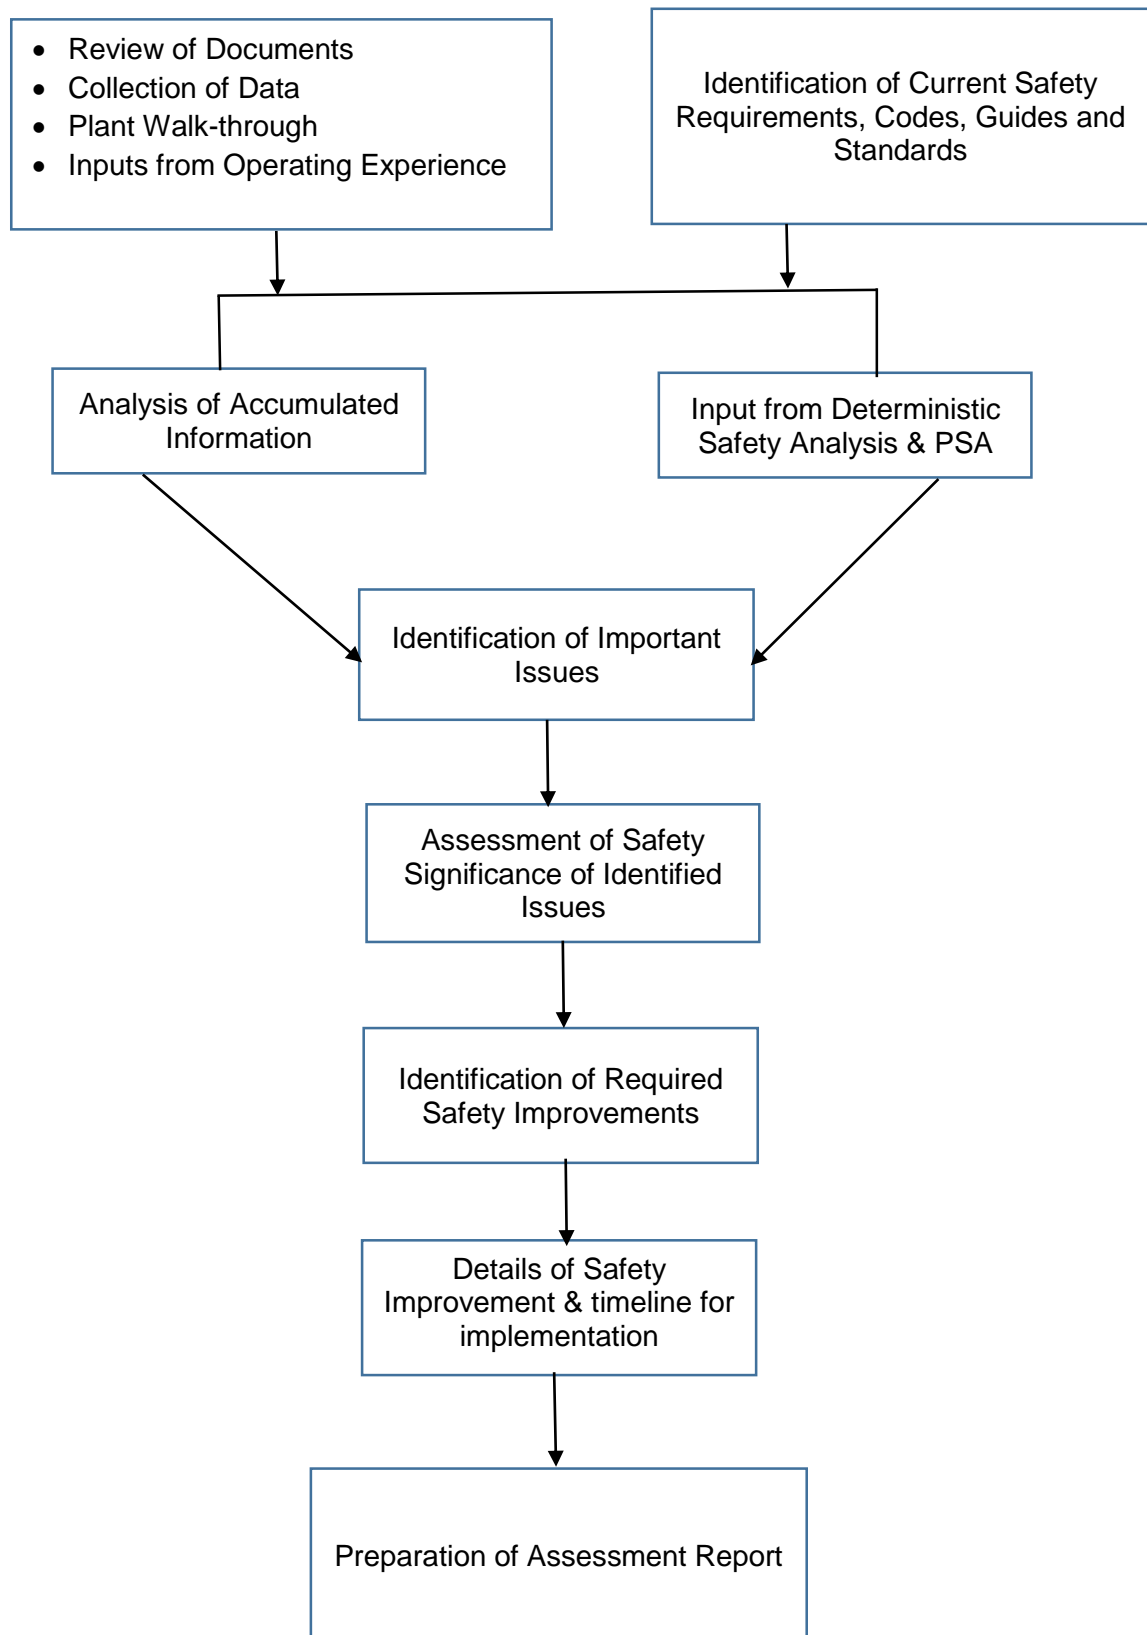 • Review of Documents
• Collection of Data
• Plant Walk-through
• Inputs from Operating Experience
Identification of Current Safety
Requirements, Codes, Guides and
Standards
Analysis of Accumulated
Information
Input from Deterministic
Safety Analysis & PSA
Identification of Important
Issues
Assessment of Safety
Significance of Identified
Issues
Identification of Required
Safety Improvements
Details of Safety
Improvement & timeline for
implementation
Preparation of Assessment Report